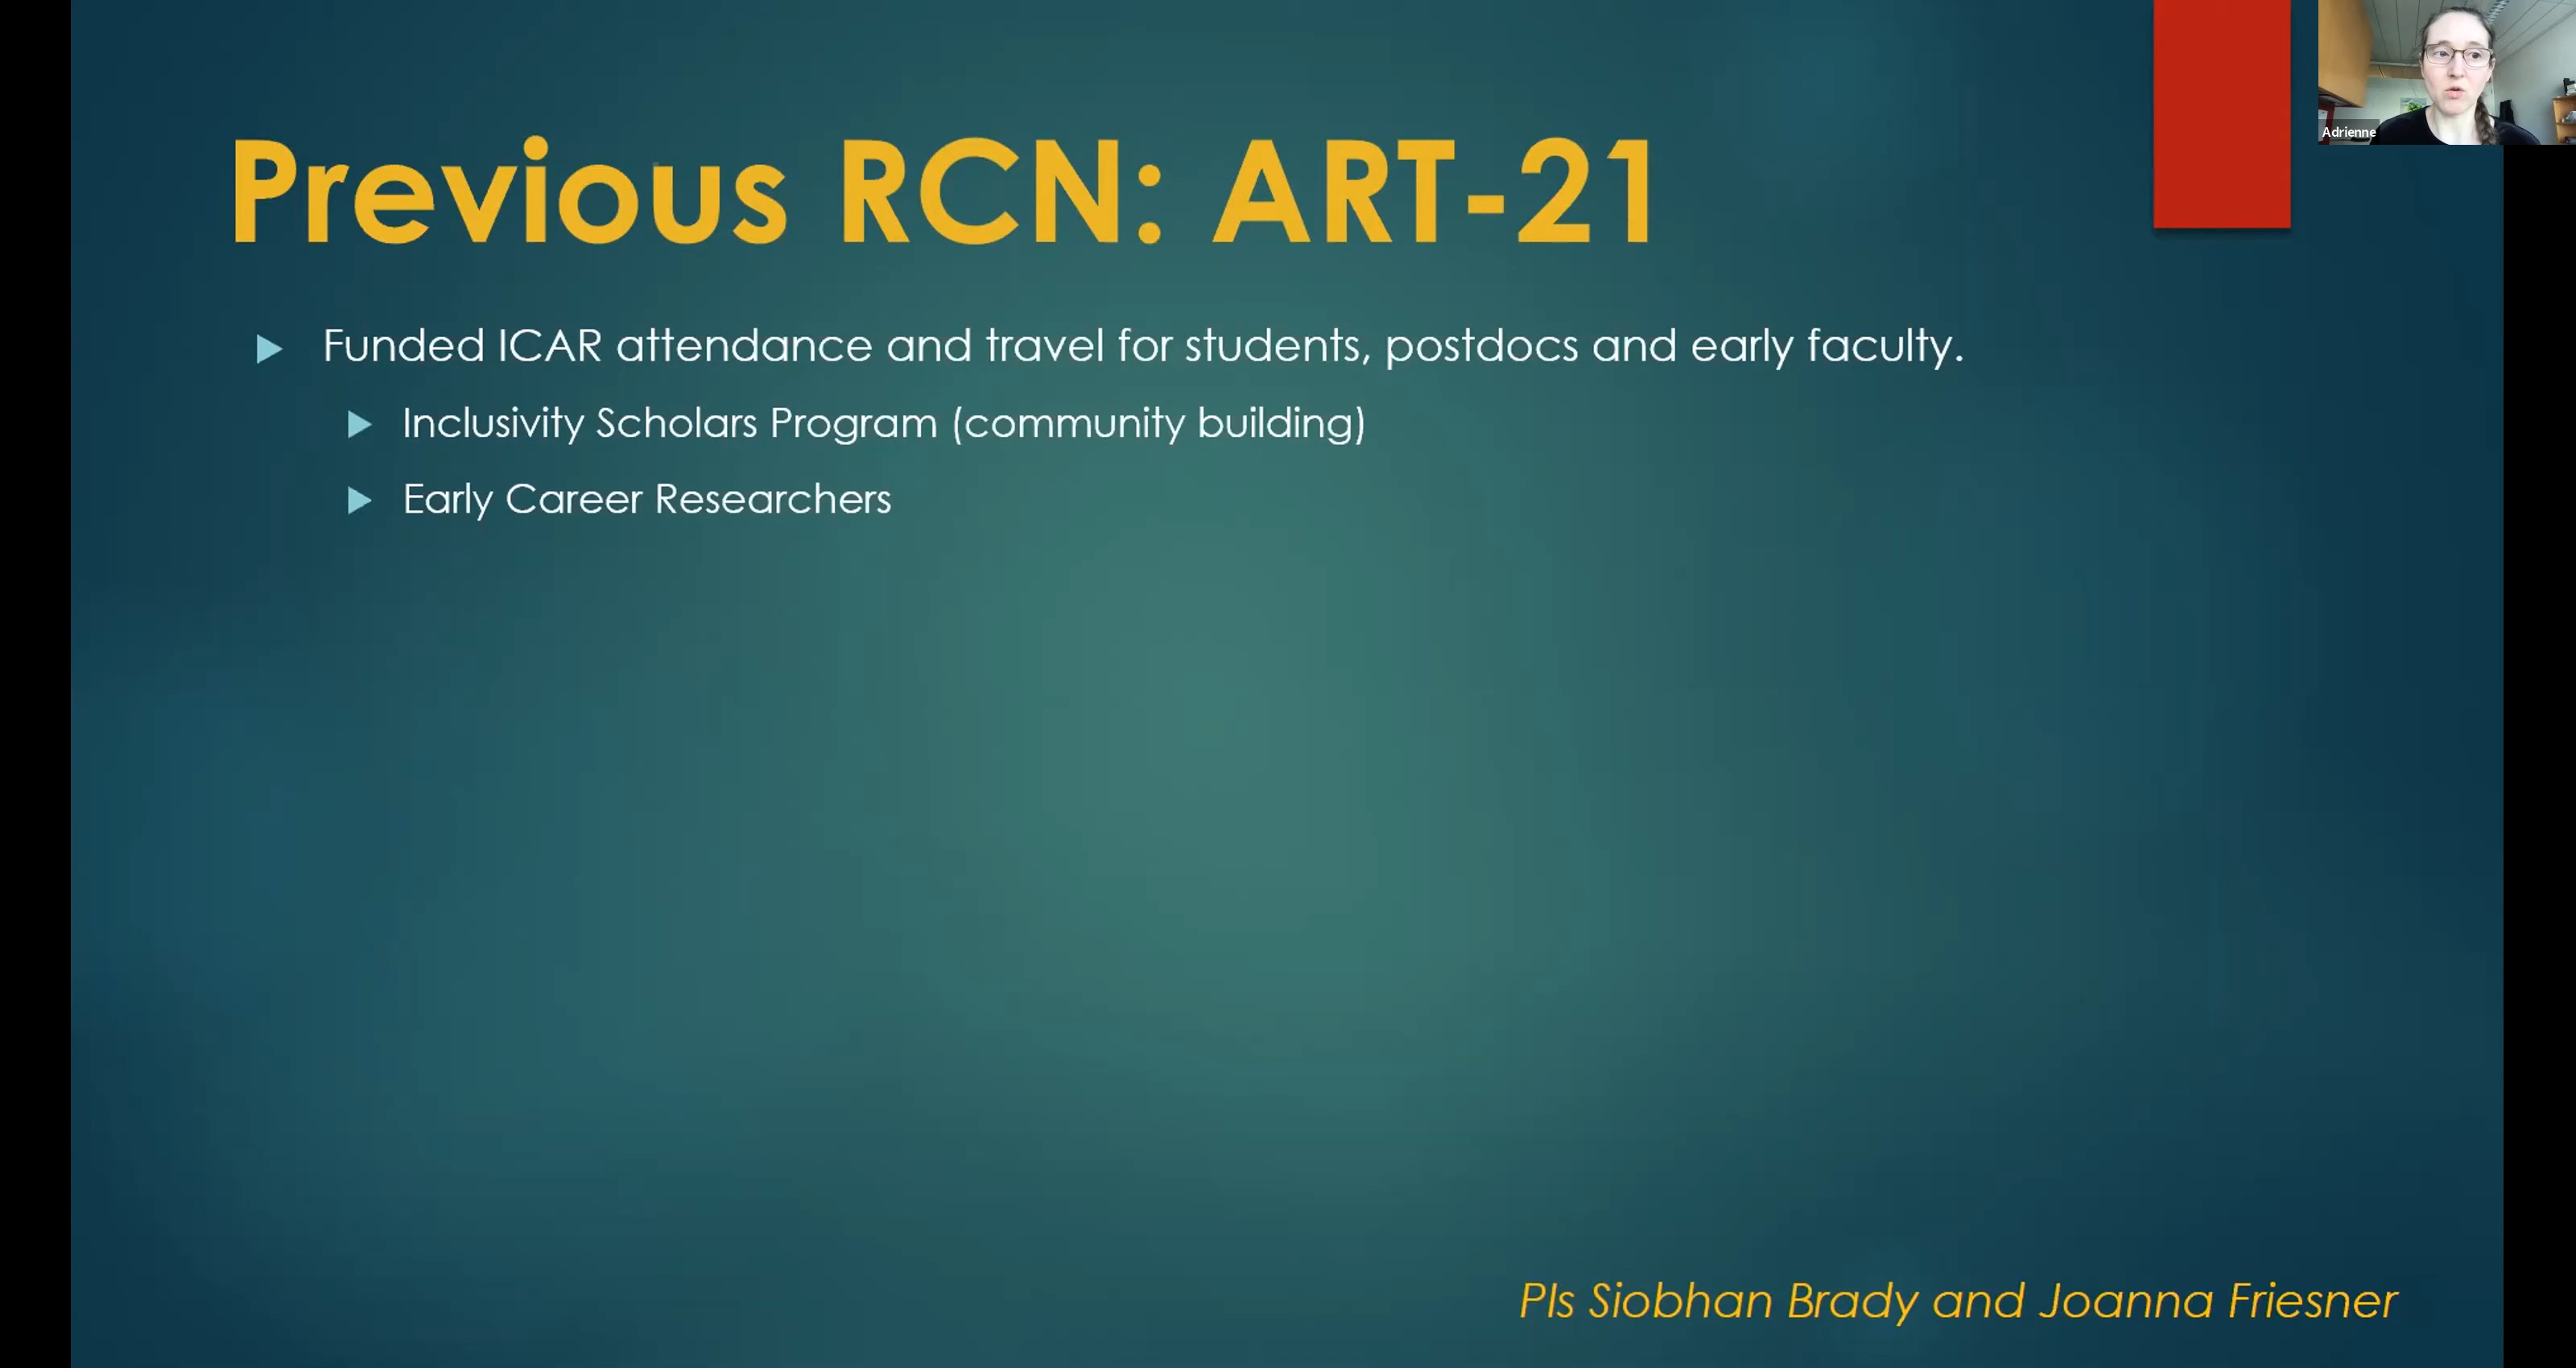 Previous RCN: ART-21
Adrienne
Funded ICAR attendance and travel for students, postdocs and early faculty.
Inclusivity Scholars Program (community building)
Early Career Researchers
PIs Siobhan Brady and Joanna Friesner